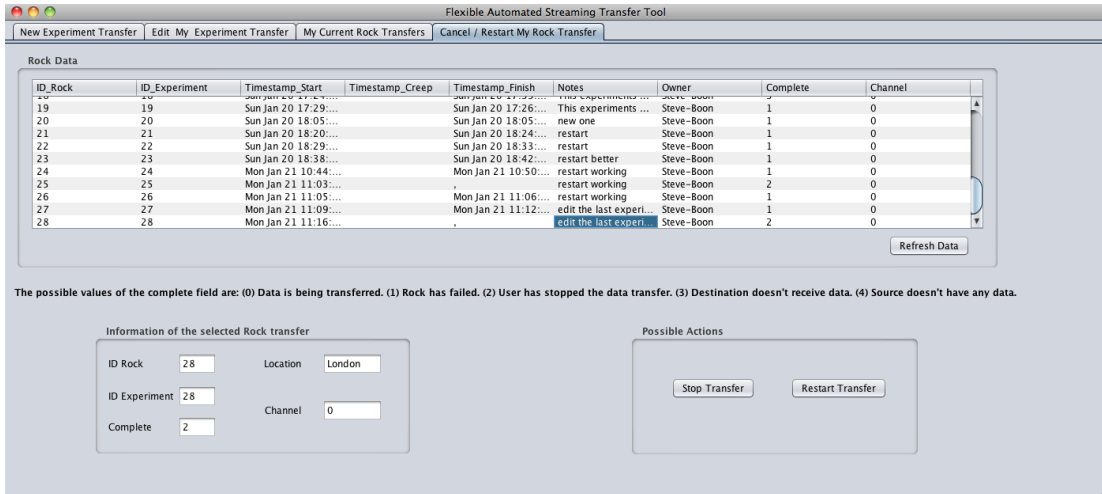 Flexible Automated Streaming Transfer Tool
New Experiment Transfer Edit My Experiment Transfer My Current Rock Transfers Cancel / Restart My Rock Transfer
Rock Data
ID_Rock ID_Experiment Timestamp_Start Timestamp_Creep Timestamp_Finish Notes Owner Complete Channel
19 19 Sun Jan 20 17:29:... Sun Jan 20 17:26:... This experiments ... Steve-Boon 1 0
20 20 Sun Jan 20 18:05:... Sun Jan 20 18:05:... new one Steve-Boon 1 0
21 21 Sun Jan 20 18:20:... Sun Jan 20 18:24:... restart Steve-Boon 1 0
22 22 Sun Jan 20 18:29:... Sun Jan 20 18:33:... restart Steve-Boon 1 0
23 23 Sun Jan 20 18:38:... Sun Jan 20 18:42:... restart better Steve-Boon 1 0
24 24 Mon Jan 21 10:44:... Mon Jan 21 10:50:... restart working Steve-Boon 1 0
25 25 Mon Jan 21 11:03:... , restart working Steve-Boon 2 0
26 26 Mon Jan 21 11:05:... Mon Jan 21 11:06:... restart working Steve-Boon 1 0
27 27 Mon Jan 21 11:09:... Mon Jan 21 11:12:... edit the last experi... Steve-Boon 1 0
28 28 Mon Jan 21 11:16:... , edit the last experi... Steve-Boon 2 0
Refresh Data
The possible values of the complete field are: (0) Data is being transferred. (1) Rock has failed. (2) User has stopped the data transfer. (3) Destination doesn't receive data. (4) Source doesn't have any data.
Information of the selected Rock transfer
ID Rock 28 Location London
ID Experiment 28
Channel 0
Complete 2
Possible Actions
Stop Transfer Restart Transfer